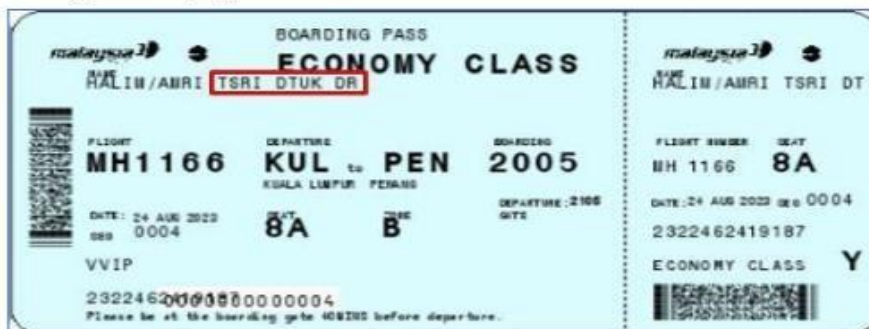 BOARDING PASS
malaysia
ECONOMY CLASS
NAME
HALIM/AMRI TSRI DTUK DR
FLIGHT DEPARTURE BOARDING
MH1166 KUL to PEN 2005
KUALA LUMPUR PENANG
DEPARTURE:2105
DATE: 24 AUG 2023 SEAT ZONE GATE
SEQ 0004 8A B
VVIP
0000000000004
Please be at the boarding gate 40MINS before departure.
malaysia
NAME
HALIM/AMRI TSRI DT
FLIGHT NUMBER SEAT
MH 1166 8A
DATE:24 AUG 2023 SEQ 0004
2322462419187
ECONOMY CLASS Y